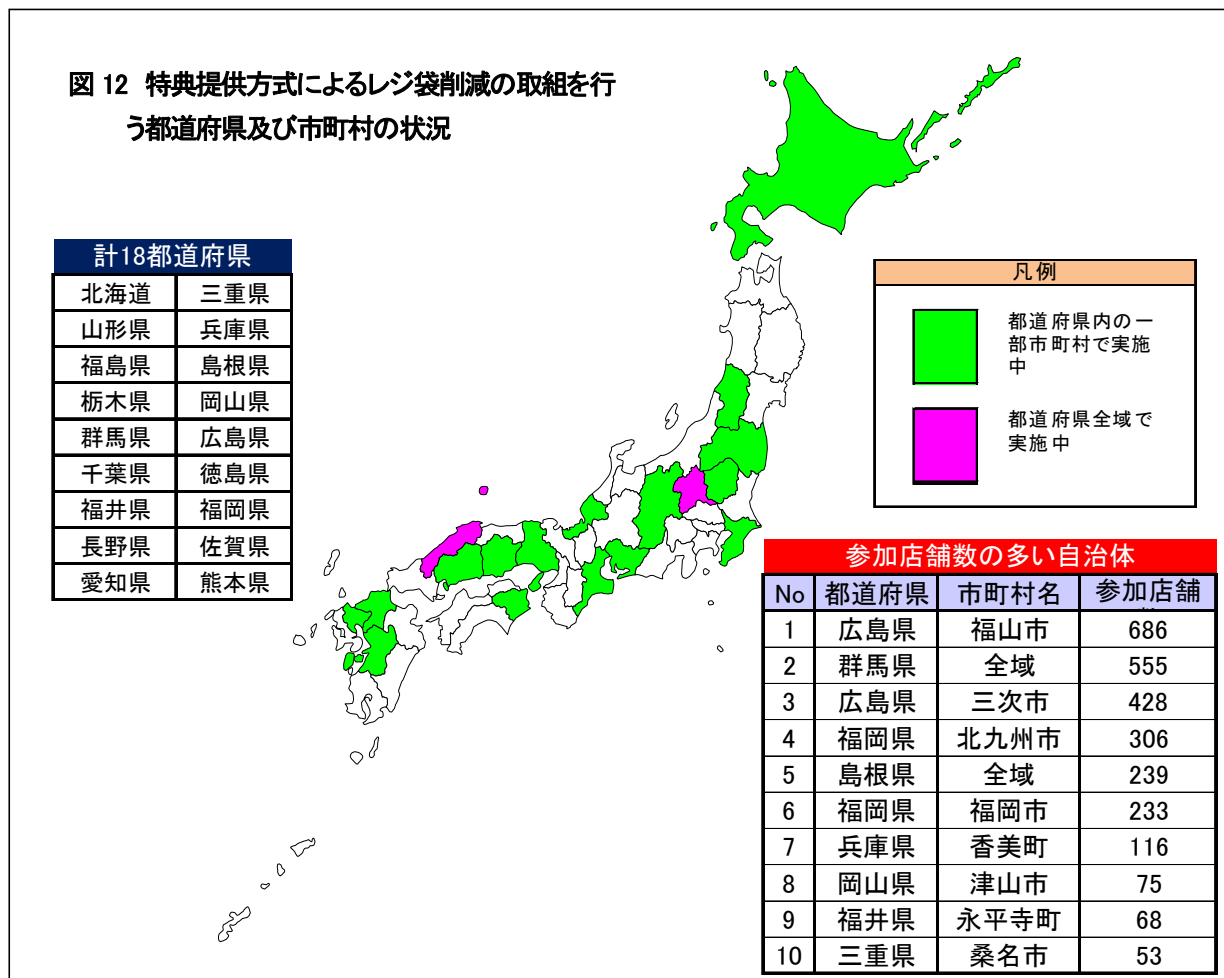 図 12 特典提供方式によるレジ袋削減の取組を行
う都道府県及び市町村の状況
計18都道府県
北海道 三重県
山形県 兵庫県
福島県 島根県
栃木県 岡山県
群馬県 広島県
千葉県 徳島県
福井県 福岡県
長野県 佐賀県
愛知県 熊本県
凡例
都道府県内の一
部市町村で実施
中
都道府県全域で
実施中
参加店舗数の多い自治体
No 都道府県 市町村名 参加店舗
1 広島県 福山市 686
2 群馬県 全域 555
3 広島県 三次市 428
4 福岡県 北九州市 306
5 島根県 全域 239
6 福岡県 福岡市 233
7 兵庫県 香美町 116
8 岡山県 津山市 75
9 福井県 永平寺町 68
10 三重県 桑名市 53